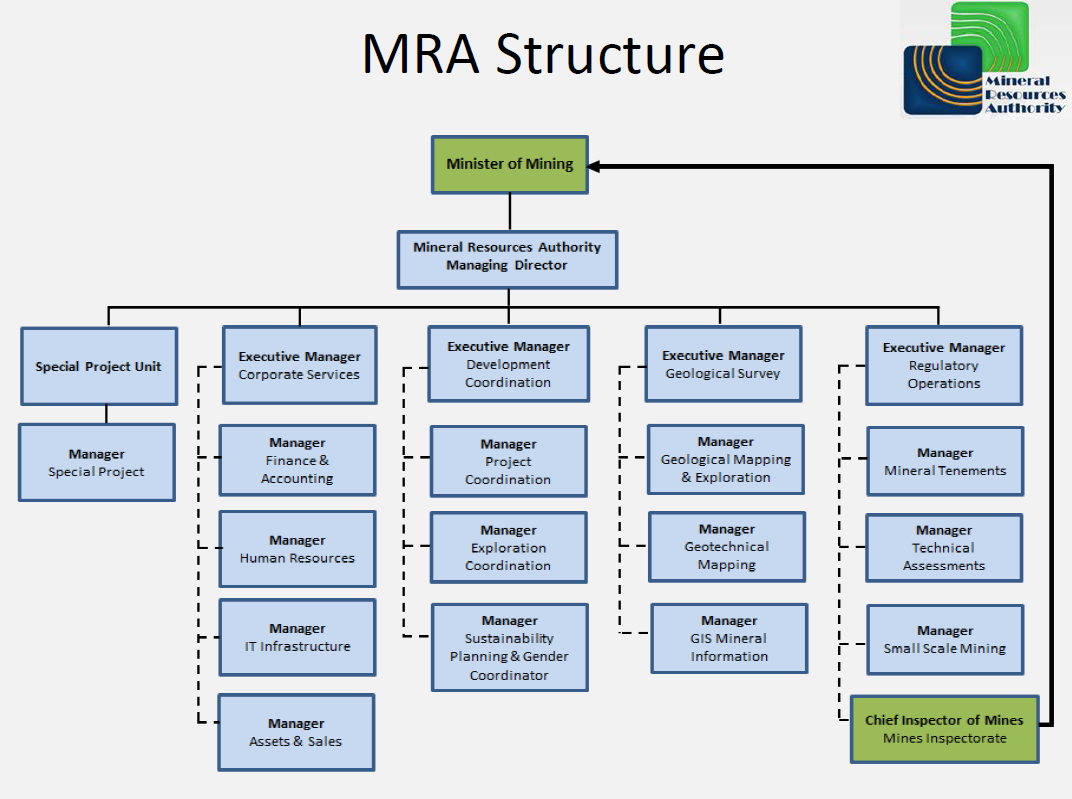 MRA Structure
Mineral
Resources
Authority
Minister of Mining
Mineral Resources Authority
Managing Director
Special Project Unit
Manager
Special Project
Executive Manager
Corporate Services
Manager
Finance &
Accounting
Manager
Human Resources
Manager
IT Infrastructure
Manager
Assets & Sales
Executive Manager
Development
Coordination
Manager
Project
Coordination
Manager
Exploration
Coordination
Manager
Sustainability
Planning & Gender
Coordinator
Executive Manager
Geological Survey
Manager
Geological Mapping
& Exploration
Manager
Geotechnical
Mapping
Manager
GIS Mineral
Information
Executive Manager
Regulatory
Operations
Manager
Mineral Tenements
Manager
Technical
Assessments
Manager
Small Scale Mining
Chief Inspector of Mines
Mines Inspectorate